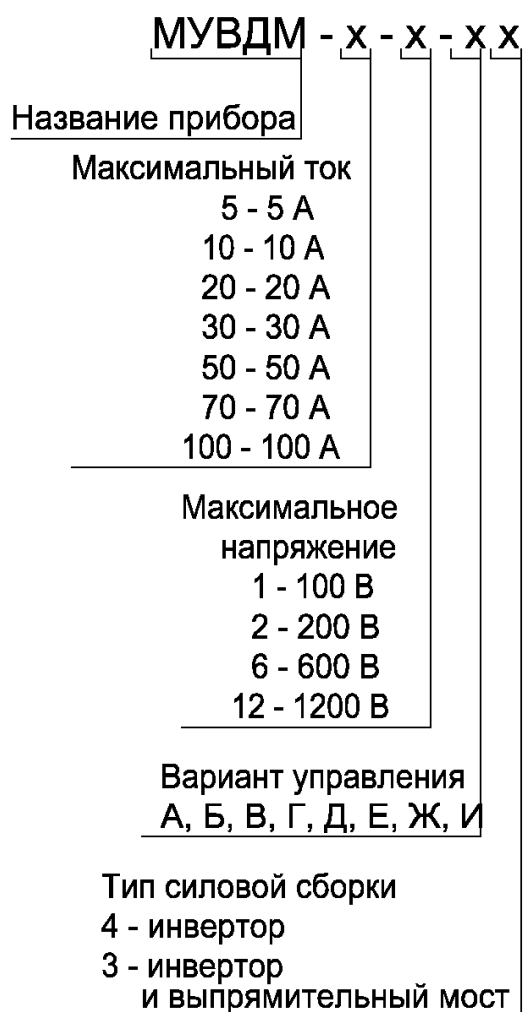 МУВДМ - х - х - х х
Название прибора
Максимальный ток
5 - 5 А
10 - 10 А
20 - 20 А
30 - 30 А
50 - 50 А
70 - 70 А
100 - 100 А
Максимальное
напряжение
1 - 100 В
2 - 200 В
6 - 600 В
12 - 1200 В
Вариант управления
А, Б, В, Г, Д, Е, Ж, И
Тип силовой сборки
4 - инвертор
3 - инвертор
и выпрямительный мост